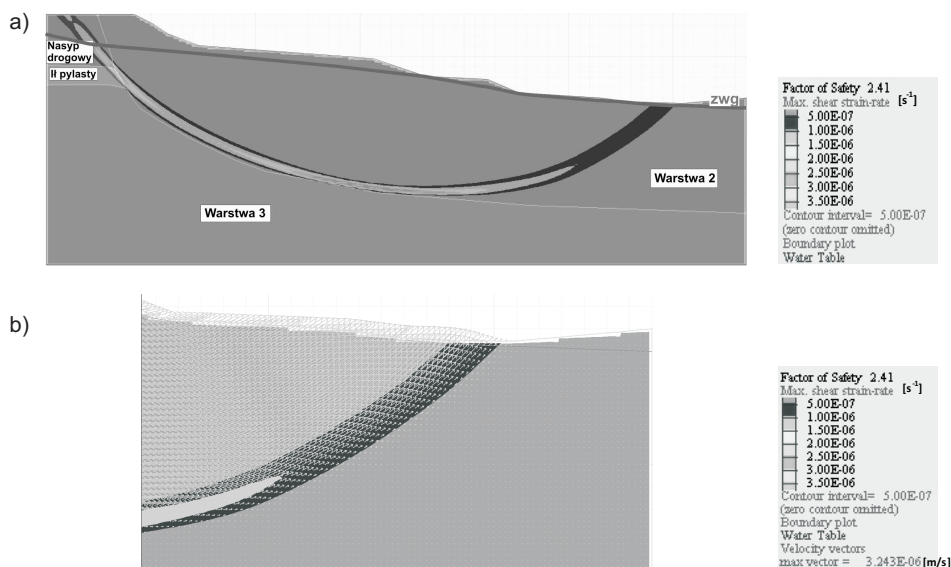 a)
Nasyp
drogowy
Ił pylasty
zwg
Warstwa 2
Warstwa 3
Factor of Safety 2.41
Max. shear strain-rate [s⁻¹]
5.00E-07
1.00E-06
1.50E-06
2.00E-06
2.50E-06
3.00E-06
3.50E-06
Contour interval= 5.00E-07
(zero contour omitted)
Boundary plot
Water Table
b)
Factor of Safety 2.41
Max. shear strain-rate [s⁻¹]
5.00E-07
1.00E-06
1.50E-06
2.00E-06
2.50E-06
3.00E-06
3.50E-06
Contour interval= 5.00E-07
(zero contour omitted)
Boundary plot
Water Table
Velocity vectors
max vector = 3.243E-06 [m/s]